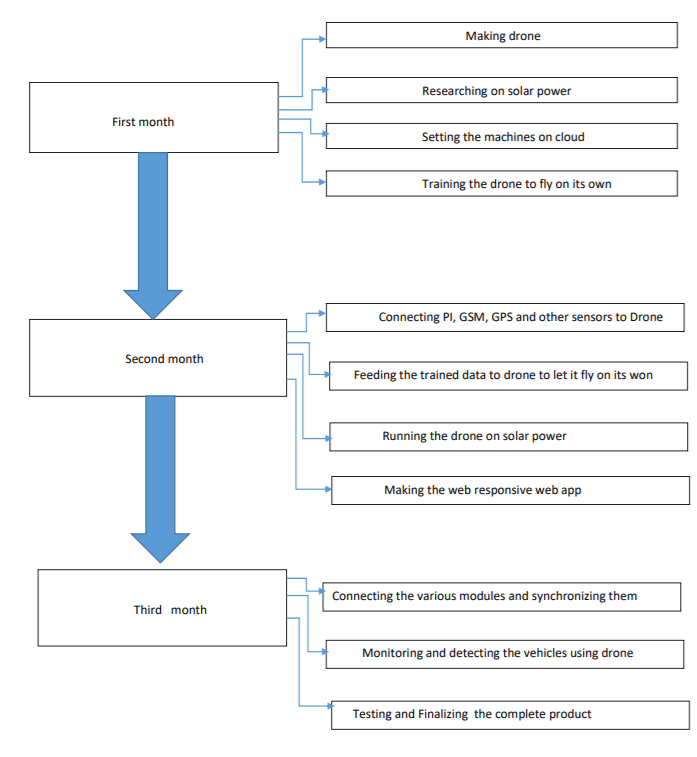 First month
Making drone
Researching on solar power
Setting the machines on cloud
Training the drone to fly on its own
Second month
Connecting PI, GSM, GPS and other sensors to Drone
Feeding the trained data to drone to let it fly on its won
Running the drone on solar power
Making the web responsive web app
Third month
Connecting the various modules and synchronizing them
Monitoring and detecting the vehicles using drone
Testing and Finalizing the complete product